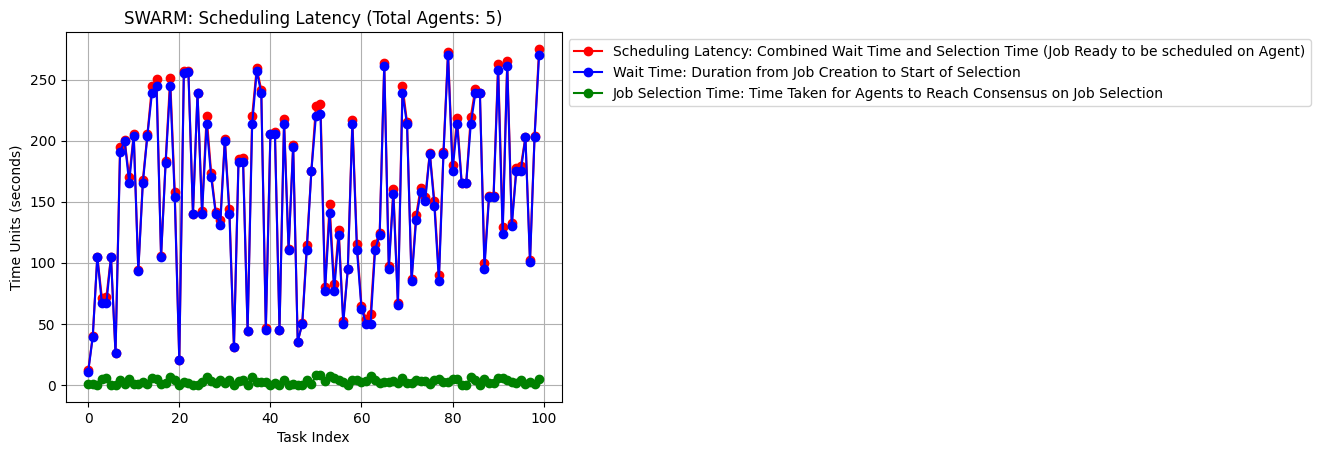 SWARM: Scheduling Latency (Total Agents: 5)
Scheduling Latency: Combined Wait Time and Selection Time (Job Ready to be scheduled on Agent)
Wait Time: Duration from Job Creation to Start of Selection
Job Selection Time: Time Taken for Agents to Reach Consensus on Job Selection
Time Units (seconds)
250
200
150
100
50
0
0 20 40 60 80 100
Task Index